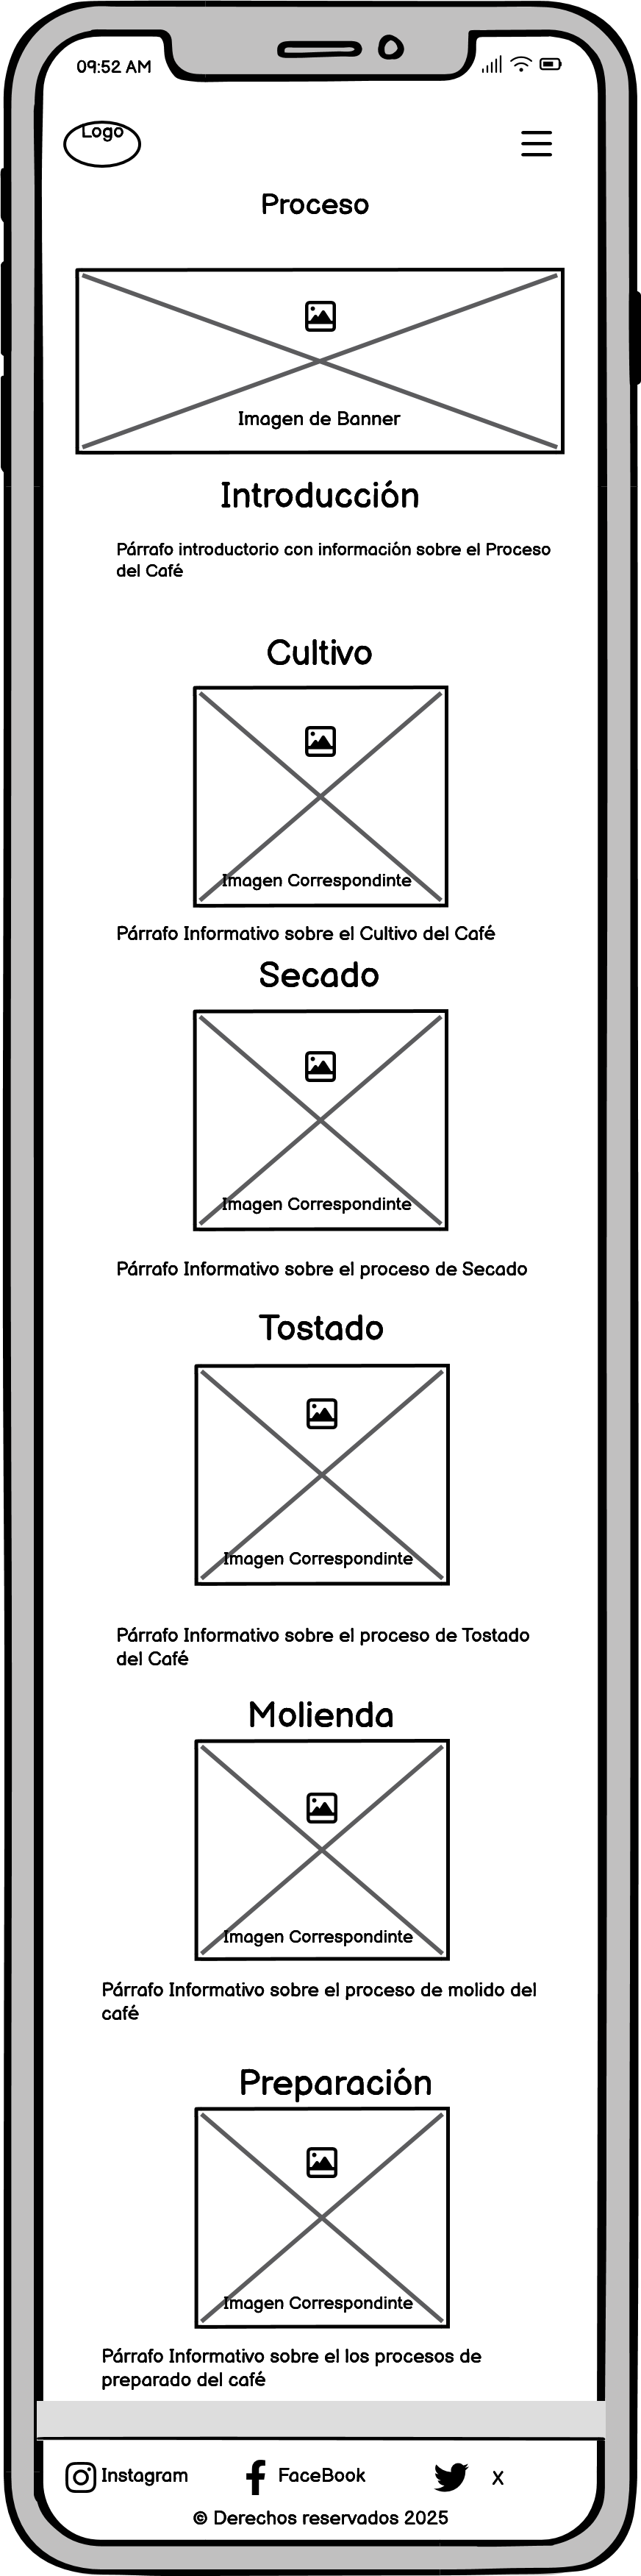 09:52 AM
Logo
Proceso
Imagen de Banner
Introducción
Párrafo introductorio con información sobre el Proceso
del Café
Cultivo
Imagen Correspondinte
Párrafo Informativo sobre el Cultivo del Café
Secado
Imagen Correspondinte
Párrafo Informativo sobre el proceso de Secado
Tostado
Imagen Correspondinte
Párrafo Informativo sobre el proceso de Tostado
del Café
Molienda
Imagen Correspondinte
Párrafo Informativo sobre el proceso de molido del
café
Preparación
Imagen Correspondinte
Párrafo Informativo sobre el los procesos de
preparado del café
Instagram FaceBook X
© Derechos reservados 2025